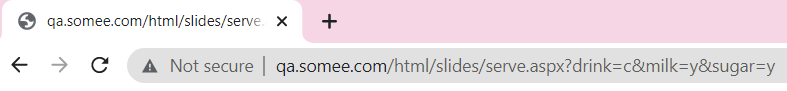 qa.somee.com/html/slides/serve.
Not secure | qa.somee.com/html/slides/serve.aspx?drink=c&milk=y&sugar=y